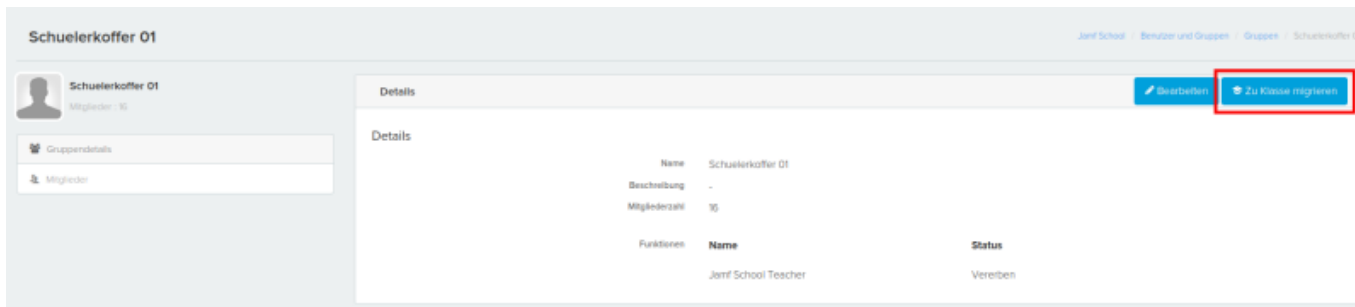 Schuelerkoffer 01
Jamf School / Benutzer und Gruppen / Gruppen / Schuelerkoffer
Schuelerkoffer 01
Mitglieder : 16
Details
Bearbeiten
Zu Klasse migrieren
Gruppendetails
Mitglieder
Details
Name Schuelerkoffer 01
Beschreibung -
Mitgliederzahl 16
Funktionen Name Status
Jamf School Teacher Vererben